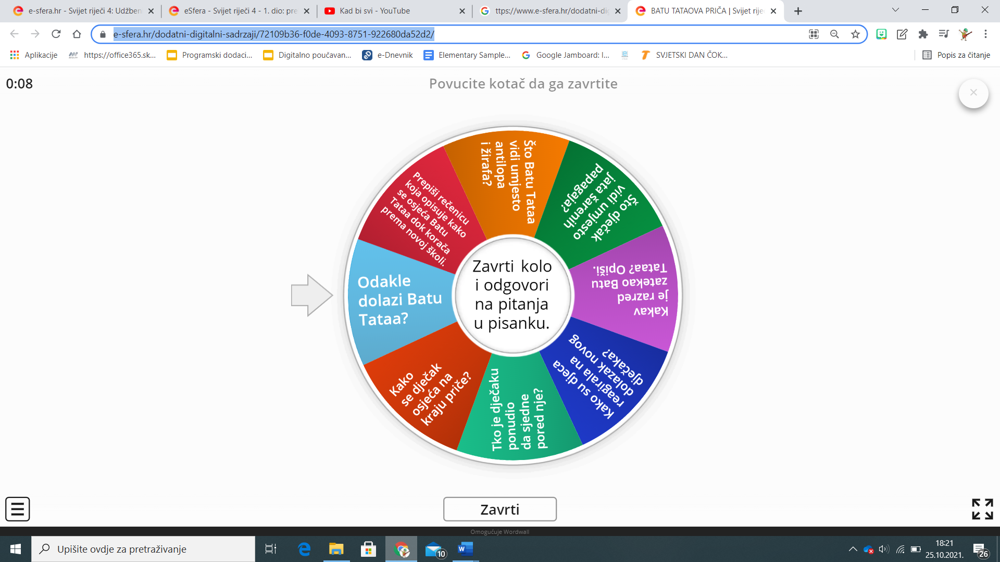 e-sfera.hr - Svijet riječi 4: Udžben
eSfera - Svijet riječi 4 - 1. dio: pre
Kad bi svi - YouTube
ttps://www.e-sfera.hr/dodatni-dig
BATU TATAOVA PRIČA | Svijet rije
e-sfera.hr/dodatni-digitalni-sadrzaji/72109b36-f0de-4093-8751-922680da52d2/
Aplikacije
https://office365.sk...
Programski dodaci...
Digitalno poučavan...
e-Dnevnik
Elementary Sample...
Google Jamboard: I...
SVJETSKI DAN ČOK...
Popis za čitanje
0:08
Povucite kotač da ga zavrtite
Što Batu Tataa
vidi umjesto
antilopa
i žirafa?
Što dječak
vidi umjesto
jata šarenih
papagaja?
Kakav
je razred
zatekao Batu
Tataa? Opiši.
Kako su djeca
reagirala na
dolazak novog
dječaka?
Tko je dječaku
ponudio
da sjedne
pored nje?
Kako
se dječak
osjeća na
kraju priče?
Odakle
dolazi Batu
Tataa?
Prepiši rečenicu
koja opisuje kako
se osjeća Batu
Tataa dok korača
prema novoj školi.
Zavrti kolo
i odgovori
na pitanja
u pisanku.
Zavrti
Omogućuje Wordwall
Upišite ovdje za pretraživanje
10
W
18:21
25.10.2021.
26